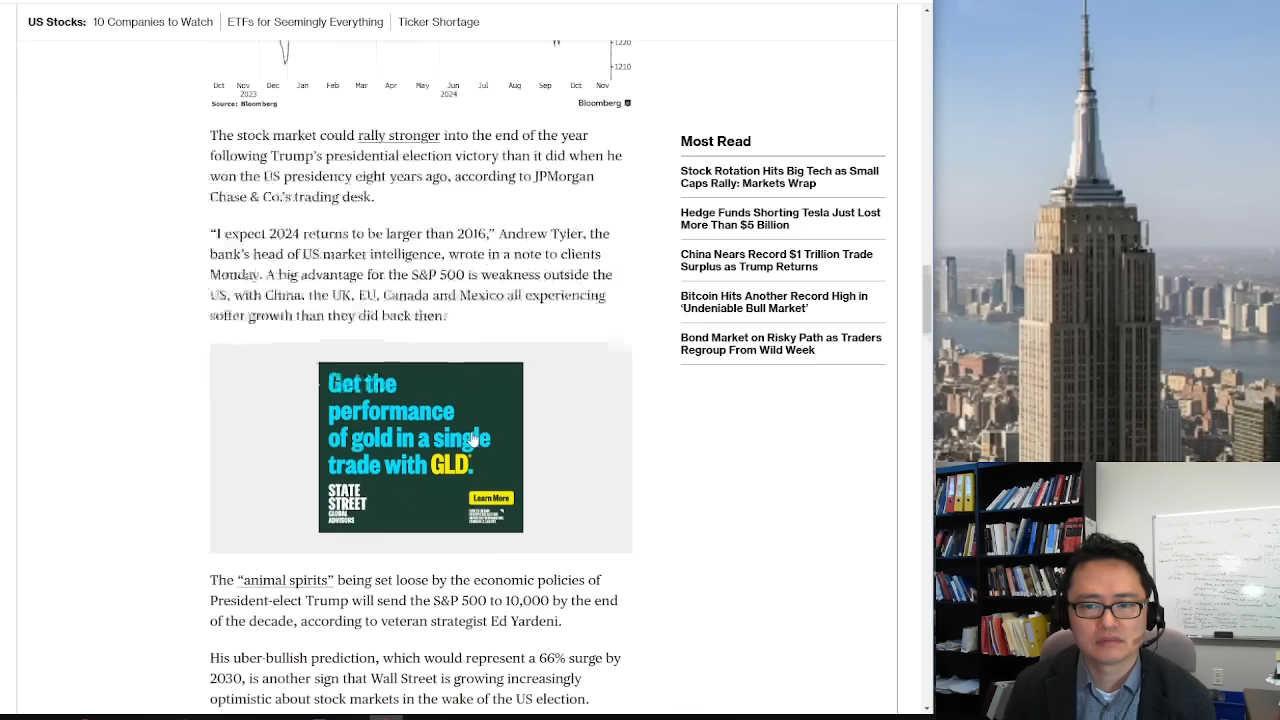 US Stocks: 10 Companies to Watch ETFs for Seemingly Everything Ticker Shortage
1220
1210
Oct Nov Dec Jan Feb Mar Apr May Jun Jul Aug Sep Oct Nov
2023 2024
Source: Bloomberg
Bloomberg
The stock market could rally stronger into the end of the year
following Trump’s presidential election victory than it did when he
won the US presidency eight years ago, according to JPMorgan
Chase & Co.’s trading desk.
“I expect 2024 returns to be larger than 2016,” Andrew Tyler, the
bank’s head of US market intelligence, wrote in a note to clients
Monday. A big advantage for the S&P 500 is weakness outside the
US, with China, the UK, EU, Canada and Mexico all experiencing
softer growth than they did back then.
Get the
performance
of gold in a single
trade with GLD.
STATE
STREET
GLOBAL
ADVISORS
Learn More
The “animal spirits” being set loose by the economic policies of
President-elect Trump will send the S&P 500 to 10,000 by the end
of the decade, according to veteran strategist Ed Yardeni.
His uber-bullish prediction, which would represent a 66% surge by
2030, is another sign that Wall Street is growing increasingly
optimistic about stock markets in the wake of the US election.
Most Read
Stock Rotation Hits Big Tech as Small
Caps Rally: Markets Wrap
Hedge Funds Shorting Tesla Just Lost
More Than $5 Billion
China Nears Record $1 Trillion Trade
Surplus as Trump Returns
Bitcoin Hits Another Record High in
‘Undeniable Bull Market’
Bond Market on Risky Path as Traders
Regroup From Wild Week